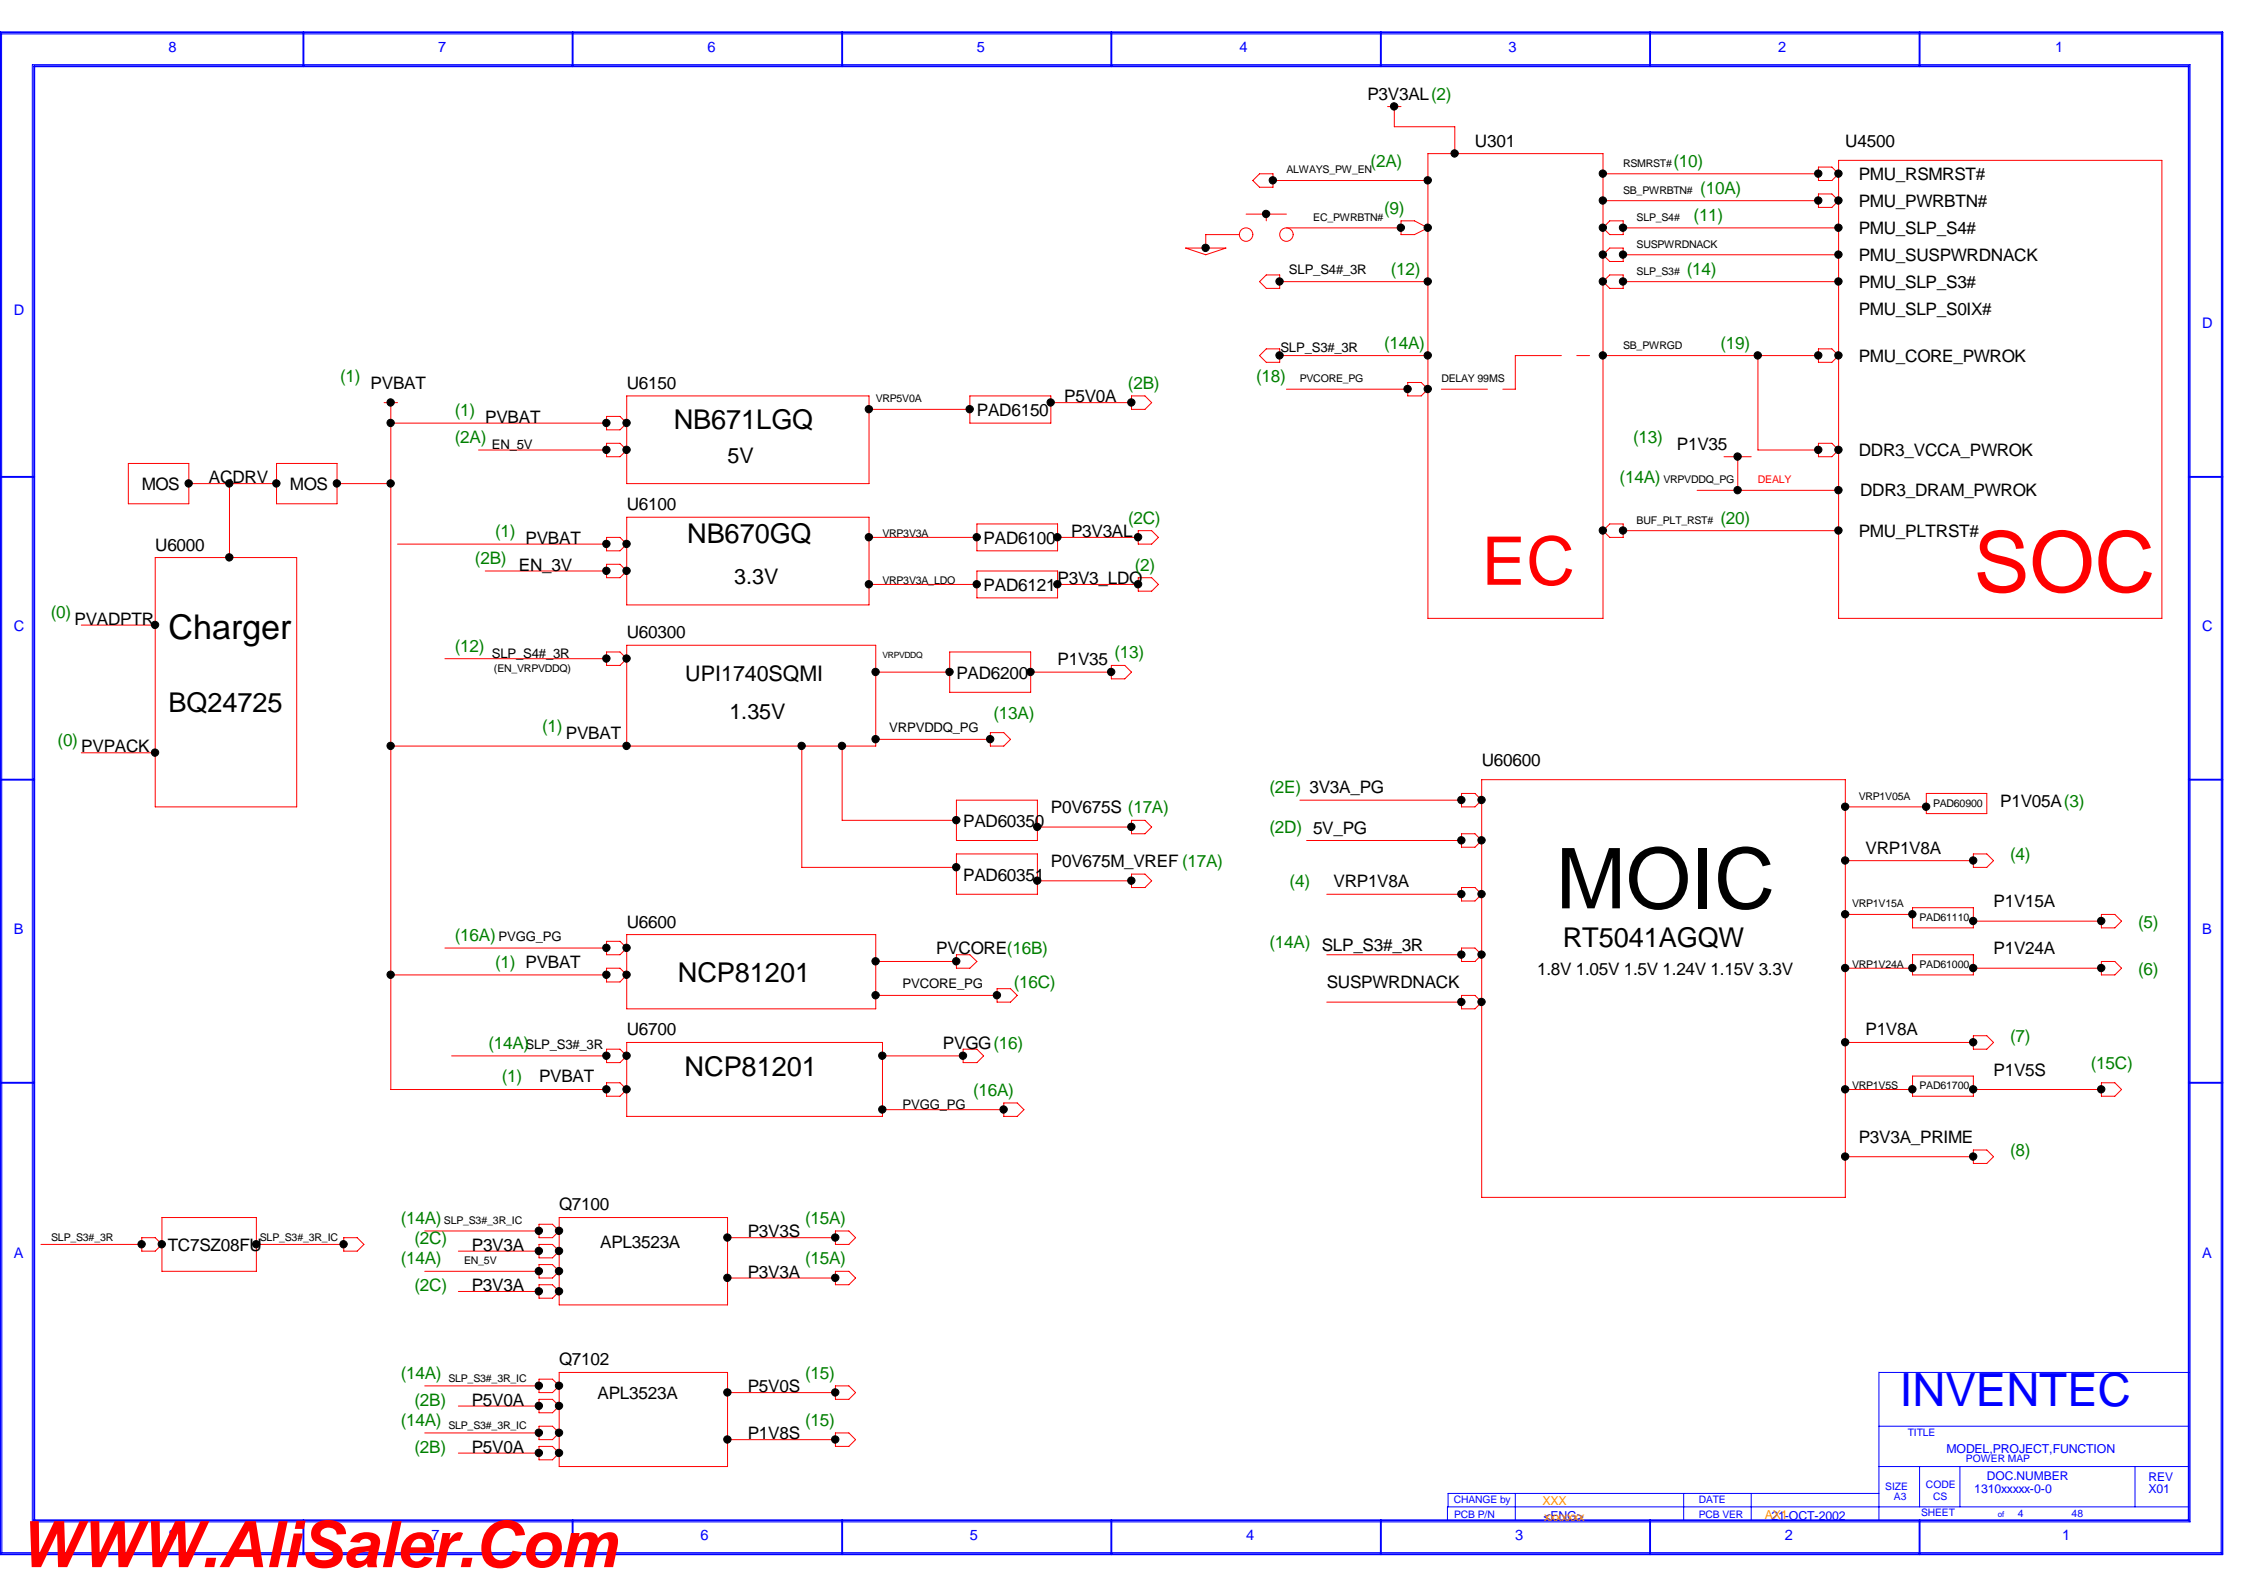 8 7 6 5 4 3 2 1
D
C
B
A
P3V3AL (2)
U301
U4500
ALWAYS_PW_EN (2A)
EC_PWRBTN# (9)
SLP_S4#_3R (12)
SLP_S3#_3R (14A)
(18) PVCORE_PG
DELAY 99MS
RSMRST# (10)
SB_PWRBTN# (10A)
SLP_S4# (11)
SUSPWRDNACK
SLP_S3# (14)
SB_PWRGD (19)
(13) P1V35
(14A) VRPVDDQ_PG DEALY
BUF_PLT_RST# (20)
PMU_RSMRST#
PMU_PWRBTN#
PMU_SLP_S4#
PMU_SUSPWRDNACK
PMU_SLP_S3#
PMU_SLP_S0IX#
PMU_CORE_PWROK
DDR3_VCCA_PWROK
DDR3_DRAM_PWROK
PMU_PLTRST#
EC
SOC
(1) PVBAT
MOS ACDRV MOS
U6000
Charger
BQ24725
(0) PVADPTR
(0) PVPACK
U6150
NB671LGQ
5V
(1) PVBAT
(2A) EN_5V
VRP5V0A PAD6150 P5V0A (2B)
U6100
NB670GQ
3.3V
(1) PVBAT
(2B) EN_3V
VRP3V3A PAD6100 P3V3AL (2C)
VRP3V3A_LDO PAD6121 P3V3_LDO (2)
U60300
UPI1740SQMI
1.35V
(12) SLP_S4#_3R
(EN_VRPVDDQ)
(1) PVBAT
VRPVDDQ PAD6200 P1V35 (13)
VRPVDDQ_PG (13A)
PAD60350 P0V675S (17A)
PAD60351 P0V675M_VREF (17A)
U6600
NCP81201
(16A) PVGG_PG
(1) PVBAT
PVCORE (16B)
PVCORE_PG (16C)
U6700
NCP81201
(14A) SLP_S3#_3R
(1) PVBAT
PVGG (16)
PVGG_PG (16A)
U60600
MOIC
RT5041AGQW
1.8V 1.05V 1.5V 1.24V 1.15V 3.3V
(2E) 3V3A_PG
(2D) 5V_PG
(4) VRP1V8A
(14A) SLP_S3#_3R
SUSPWRDNACK
VRP1V05A PAD60900 P1V05A (3)
VRP1V8A (4)
VRP1V15A PAD61110 P1V15A (5)
VRP1V24A PAD61000 P1V24A (6)
P1V8A (7)
VRP1V5S PAD61700 P1V5S (15C)
P3V3A_PRIME (8)
SLP_S3#_3R TC7SZ08FU SLP_S3#_3R_IC
Q7100
APL3523A
(14A) SLP_S3#_3R_IC
(2C) P3V3A
(14A) EN_5V
(2C) P3V3A
P3V3S (15A)
P3V3A (15A)
Q7102
APL3523A
(14A) SLP_S3#_3R_IC
(2B) P5V0A
(14A) SLP_S3#_3R_IC
(2B) P5V0A
P5V0S (15)
P1V8S (15)
INVENTEC
TITLE
MODEL,PROJECT,FUNCTION
POWER MAP
SIZE A3
CODE CS
DOC.NUMBER
1310xxxxx-0-0
REV
X01
CHANGE by XXX DATE
PCB P/N PCB VER 21-OCT-2002
SHEET of 4 48
D
C
B
A
7 6 5 4 3 2 1
WWW.AliSaler.Com